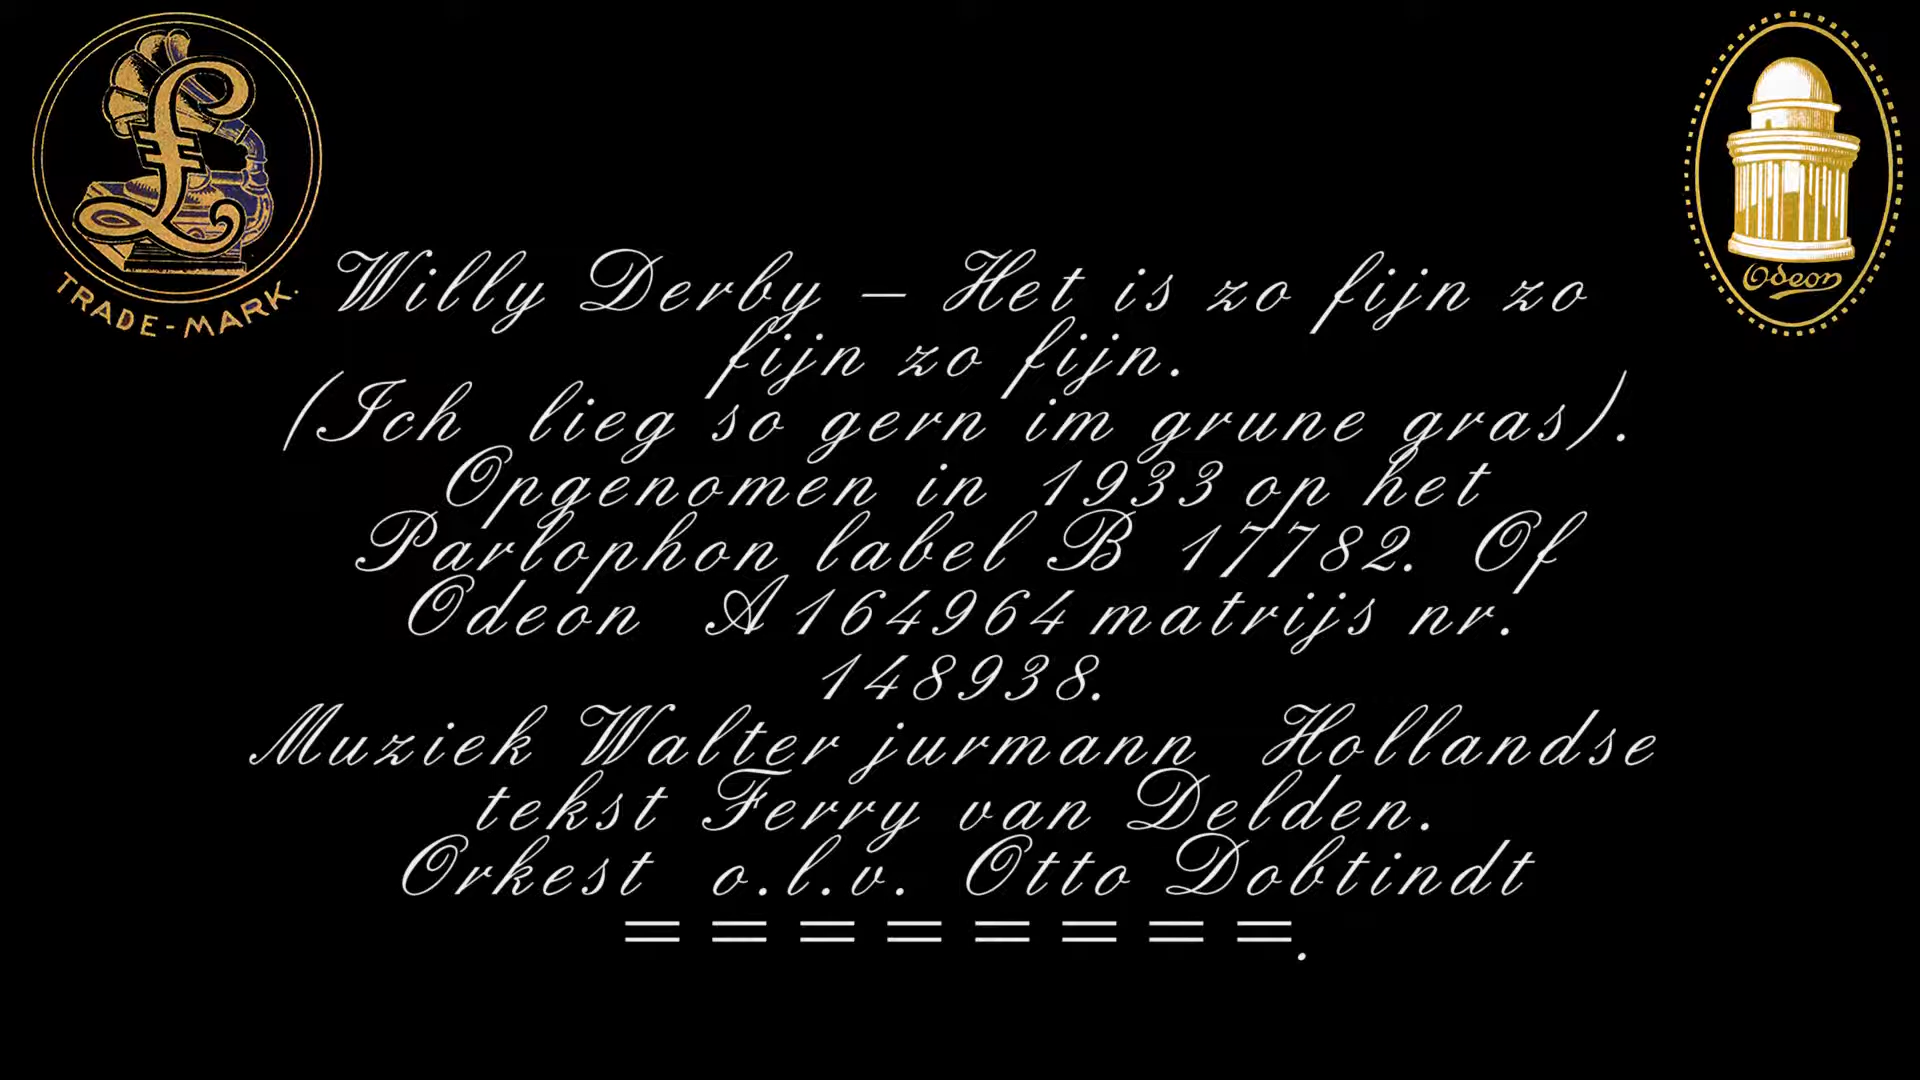 TRADE-MARK.
Odeon
Willy Derby – Het is zo fijn zo
fijn zo fijn.
(Ich lieg so gern im grune gras).
Opgenomen in 1933 op het
Parlophon label B 17782. Of
Odeon A164964 matrijs nr.
148938.
Muziek Walter jurmann Hollandse
tekst Ferry van Delden.
Orkest o.l.v. Otto Dobtindt
========.